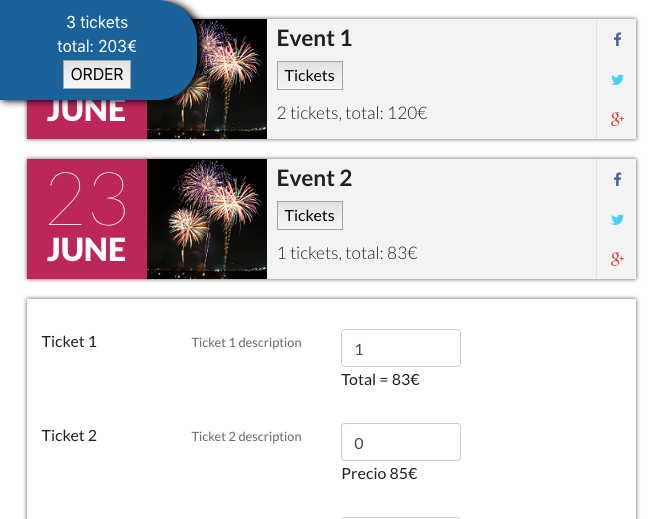 3 tickets
total: 203€
ORDER
JUNE
Event 1
Tickets
2 tickets, total: 120€
f
g+
23
JUNE
Event 2
Tickets
1 tickets, total: 83€
f
g+
Ticket 1
Ticket 1 description
1
Total = 83€
Ticket 2
Ticket 2 description
0
Precio 85€